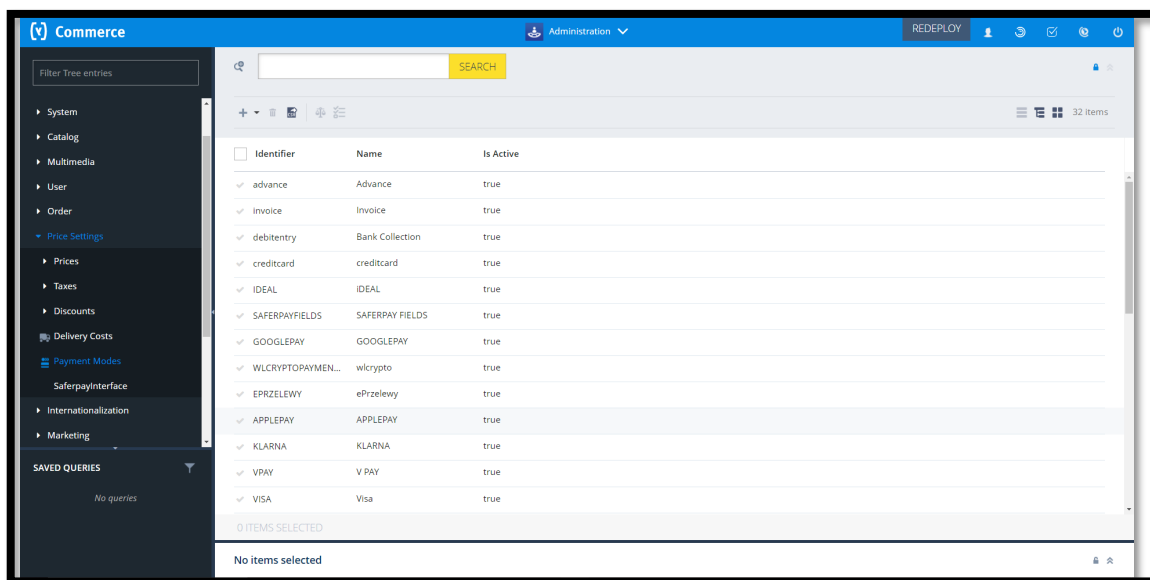 (y) Commerce
Administration
REDEPLOY
Filter Tree entries
SEARCH
System
Catalog
Multimedia
User
Order
Price Settings
Prices
Taxes
Discounts
Delivery Costs
Payment Modes
SaferpayInterface
Internationalization
Marketing
SAVED QUERIES
No queries
32 items
Identifier Name Is Active
advance Advance true
invoice Invoice true
debitentry Bank Collection true
creditcard creditcard true
IDEAL iDEAL true
SAFERPAYFIELDS SAFERPAY FIELDS true
GOOGLEPAY GOOGLEPAY true
WLCRYPTOPAYMEN... wlcrypto true
EPRZELEWY ePrzelewy true
APPLEPAY APPLEPAY true
KLARNA KLARNA true
VPAY V PAY true
VISA Visa true
0 ITEMS SELECTED
No items selected